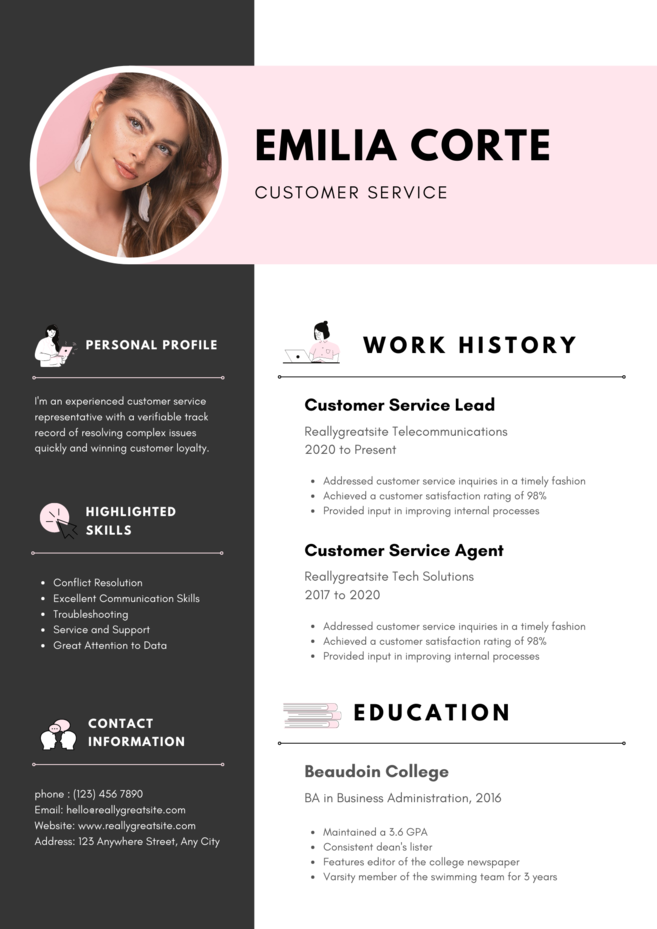 EMILIA CORTE
CUSTOMER SERVICE
PERSONAL PROFILE
I'm an experienced customer service
representative with a verifiable track
record of resolving complex issues
quickly and winning customer loyalty.
HIGHLIGHTED
SKILLS
• Conflict Resolution
• Excellent Communication Skills
• Troubleshooting
• Service and Support
• Great Attention to Data
CONTACT
INFORMATION
phone : (123) 456 7890
Email: hello@reallygreatsite.com
Website: www.reallygreatsite.com
Address: 123 Anywhere Street, Any City
WORK HISTORY
Customer Service Lead
Reallygreatsite Telecommunications
2020 to Present
• Addressed customer service inquiries in a timely fashion
• Achieved a customer satisfaction rating of 98%
• Provided input in improving internal processes
Customer Service Agent
Reallygreatsite Tech Solutions
2017 to 2020
• Addressed customer service inquiries in a timely fashion
• Achieved a customer satisfaction rating of 98%
• Provided input in improving internal processes
EDUCATION
Beaudoin College
BA in Business Administration, 2016
• Maintained a 3.6 GPA
• Consistent dean's lister
• Features editor of the college newspaper
• Varsity member of the swimming team for 3 years